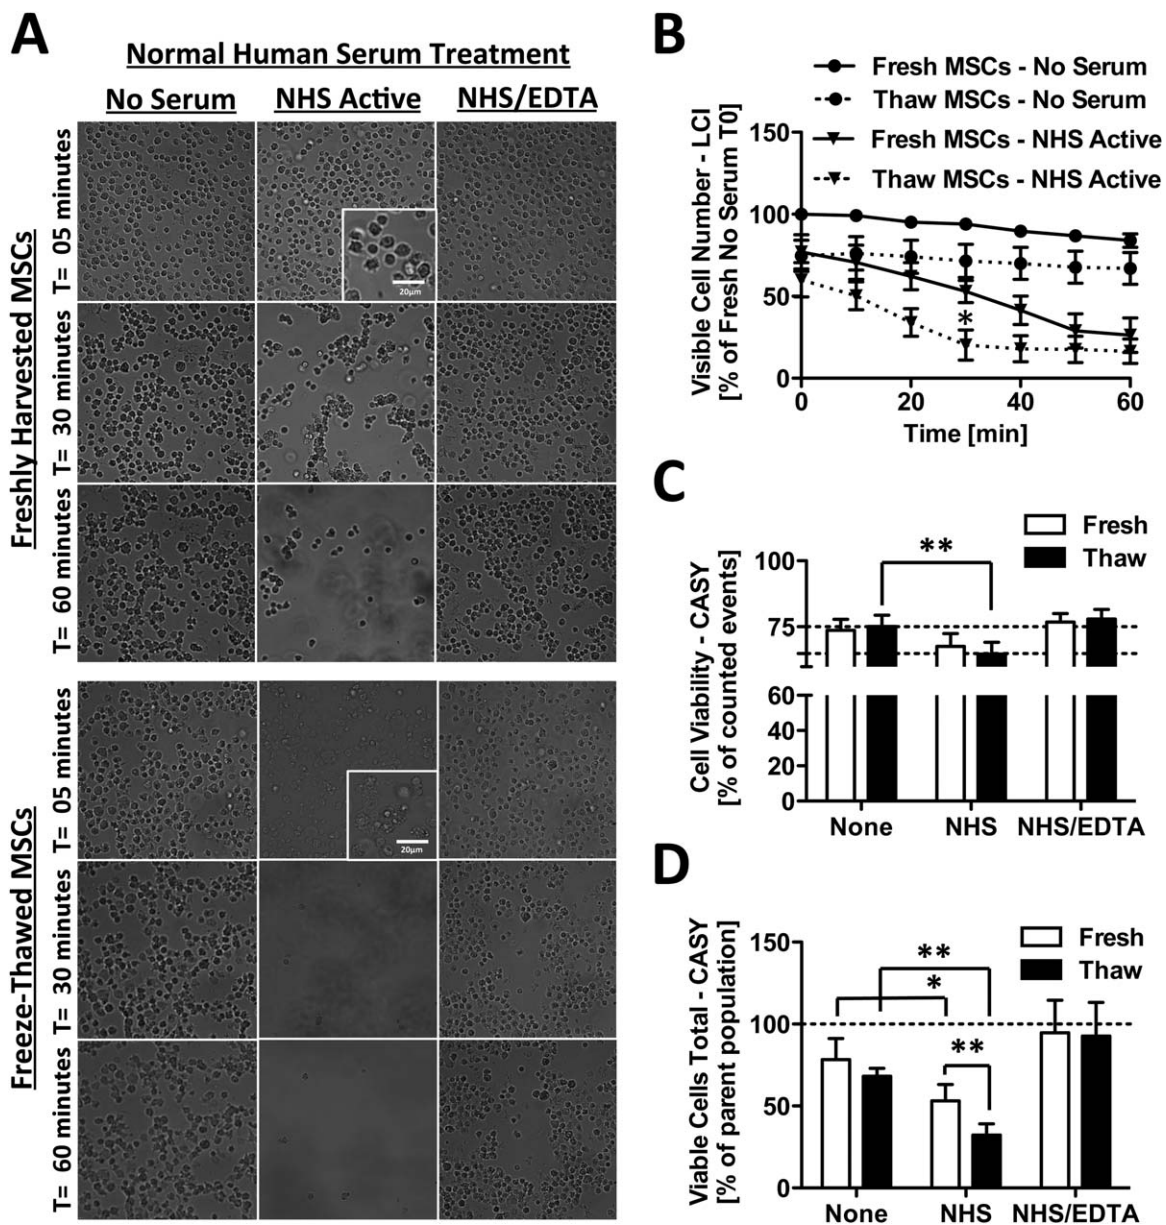 A
Normal Human Serum Treatment
No Serum
NHS Active
NHS/EDTA
Freshly Harvested MSCs
T= 05 minutes
20µm
T= 30 minutes
T= 60 minutes
Freeze-Thawed MSCs
T= 05 minutes
20µm
T= 30 minutes
T= 60 minutes
B
Fresh MSCs - No Serum
Thaw MSCs - No Serum
Fresh MSCs - NHS Active
Thaw MSCs - NHS Active
Visible Cell Number - LCI
[% of Fresh No Serum T0]
150
100
50
0
*
0 20 40 60
Time [min]
C
Fresh
Thaw
Cell Viability - CASY
[% of counted events]
100
75
60
40
20
0
**
None NHS NHS/EDTA
D
Fresh
Thaw
Viable Cells Total - CASY
[% of parent population]
150
100
50
0
**
*
**
None NHS NHS/EDTA